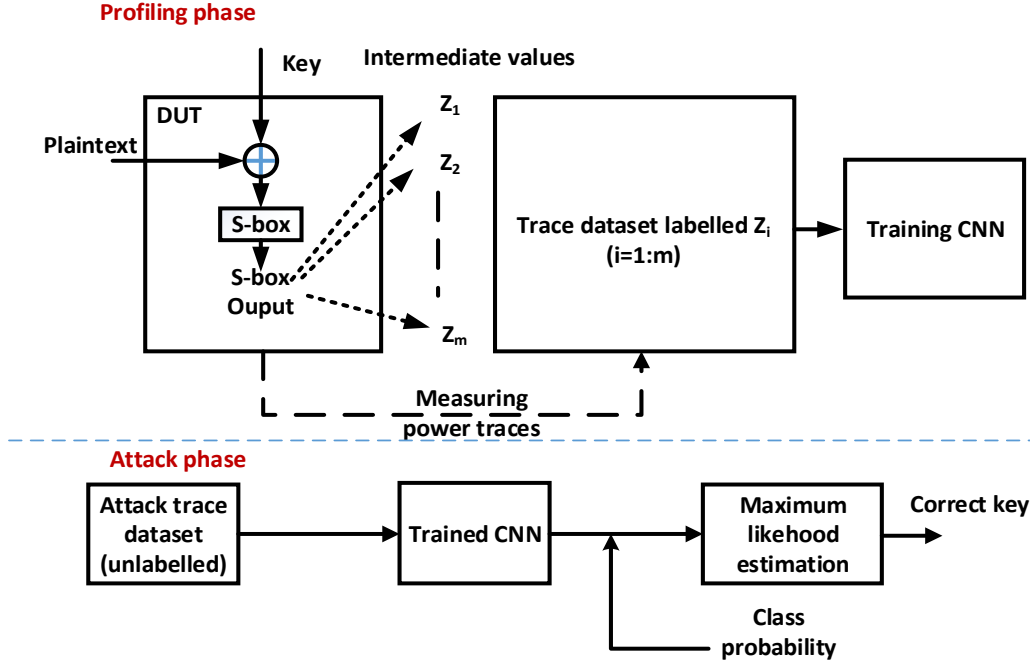 Profiling phase
Key
Intermediate values
DUT
Plaintext
S-box
S-box
Ouput
Z1
Z2
Zm
Trace dataset labelled Zi
(i=1:m)
Training CNN
Measuring
power traces
Attack phase
Attack trace
dataset
(unlabelled)
Trained CNN
Maximum
likehood
estimation
Correct key
Class
probability